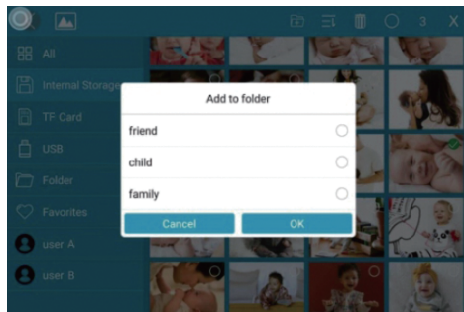 3 X
All
Internal Storage
TF Card
USB
Folder
Favorites
user A
user B
Add to folder
friend
child
family
Cancel OK